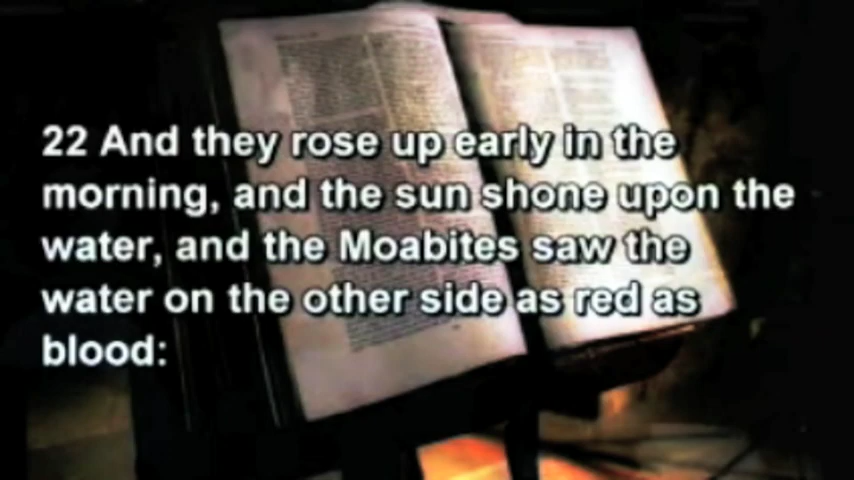 22 And they rose up early in the
morning, and the sun shone upon the
water, and the Moabites saw the
water on the other side as red as
blood: